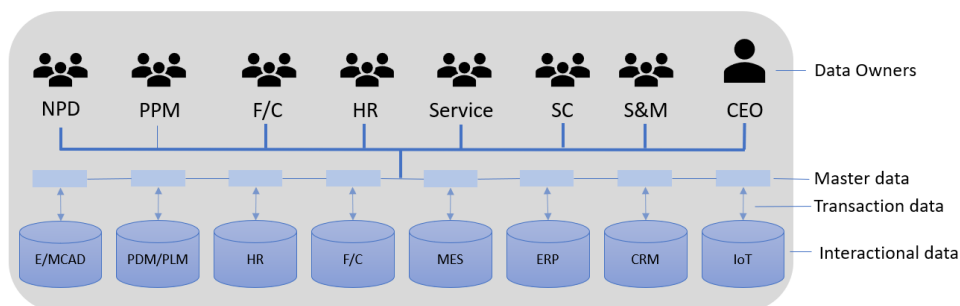 Data Owners
NPD PPM F/C HR Service SC S&M CEO
Master data
Transaction data
Interactional data
E/MCAD PDM/PLM HR F/C MES ERP CRM IoT